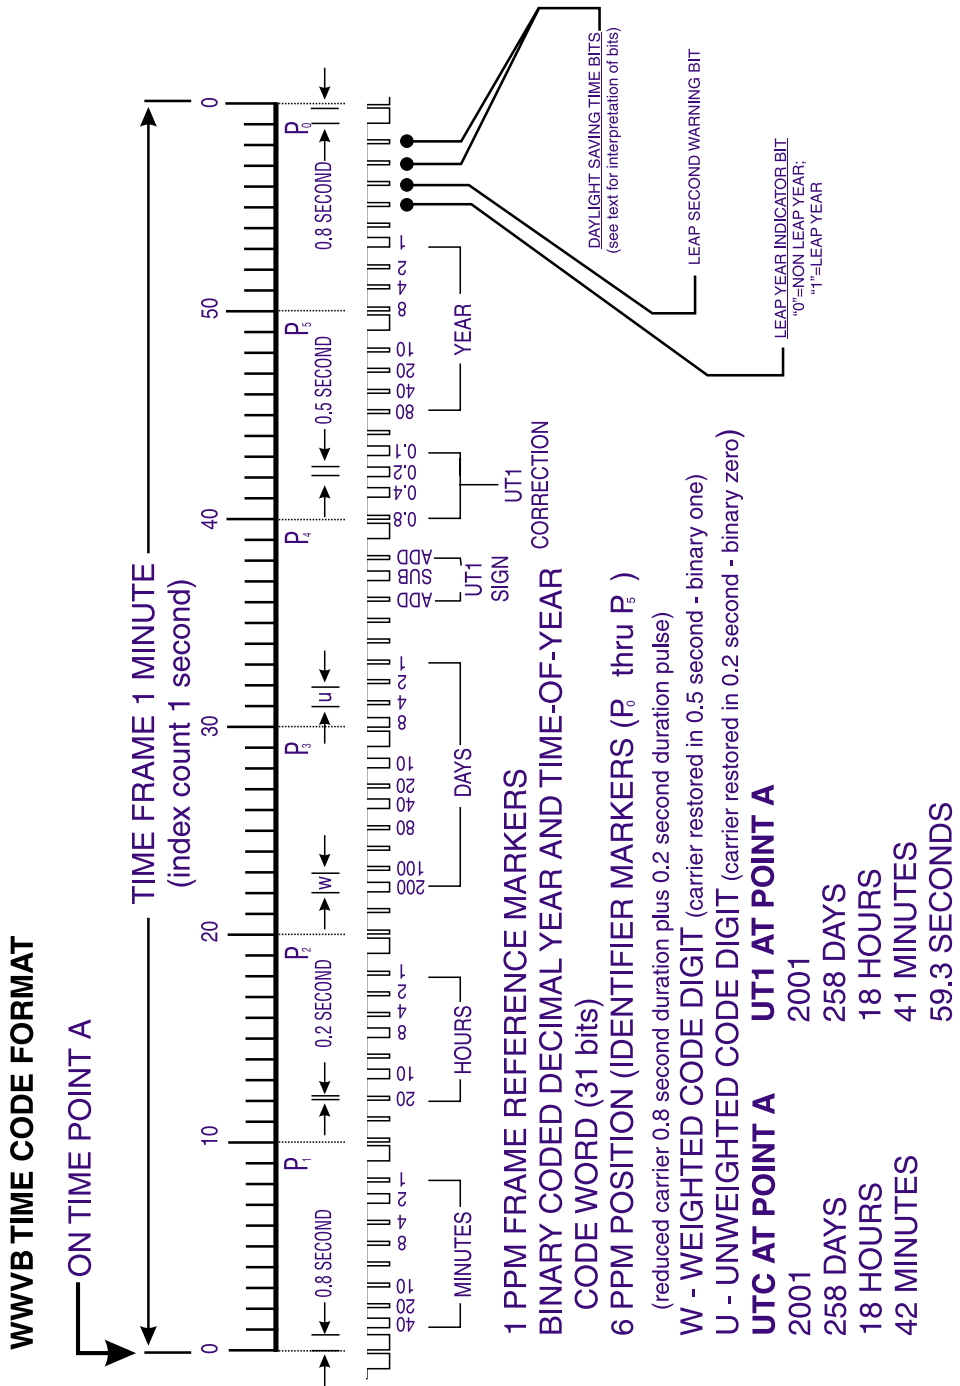 WWVB TIME CODE FORMAT
ON TIME POINT A
TIME FRAME 1 MINUTE
(index count 1 second)
0 10 20 30 40 50 0
P1 P2 P3 P4 P5 P0
0.8 SECOND 0.2 SECOND w u 0.5 SECOND 0.8 SECOND
40 20 10 8 4 2 1 20 10 8 4 2 1 200 100 80 40 20 10 8 4 2 1 ADD SUB ADD 0.8 0.4 0.2 0.1 80 40 20 10 8 4 2 1
MINUTES HOURS DAYS
UT1
SIGN
UT1
CORRECTION
YEAR
DAYLIGHT SAVING TIME BITS
(see text for interpretation of bits)
LEAP SECOND WARNING BIT
LEAP YEAR INDICATOR BIT
"0"=NON LEAP YEAR;
"1"=LEAP YEAR
1 PPM FRAME REFERENCE MARKERS
BINARY CODED DECIMAL YEAR AND TIME-OF-YEAR
CODE WORD (31 bits)
6 PPM POSITION (IDENTIFIER MARKERS (P0 thru P5 )
(reduced carrier 0.8 second duration plus 0.2 second duration pulse)
W - WEIGHTED CODE DIGIT (carrier restored in 0.5 second - binary one)
U - UNWEIGHTED CODE DIGIT (carrier restored in 0.2 second - binary zero)
UTC AT POINT A
2001
258 DAYS
18 HOURS
42 MINUTES
UT1 AT POINT A
2001
258 DAYS
18 HOURS
41 MINUTES
59.3 SECONDS